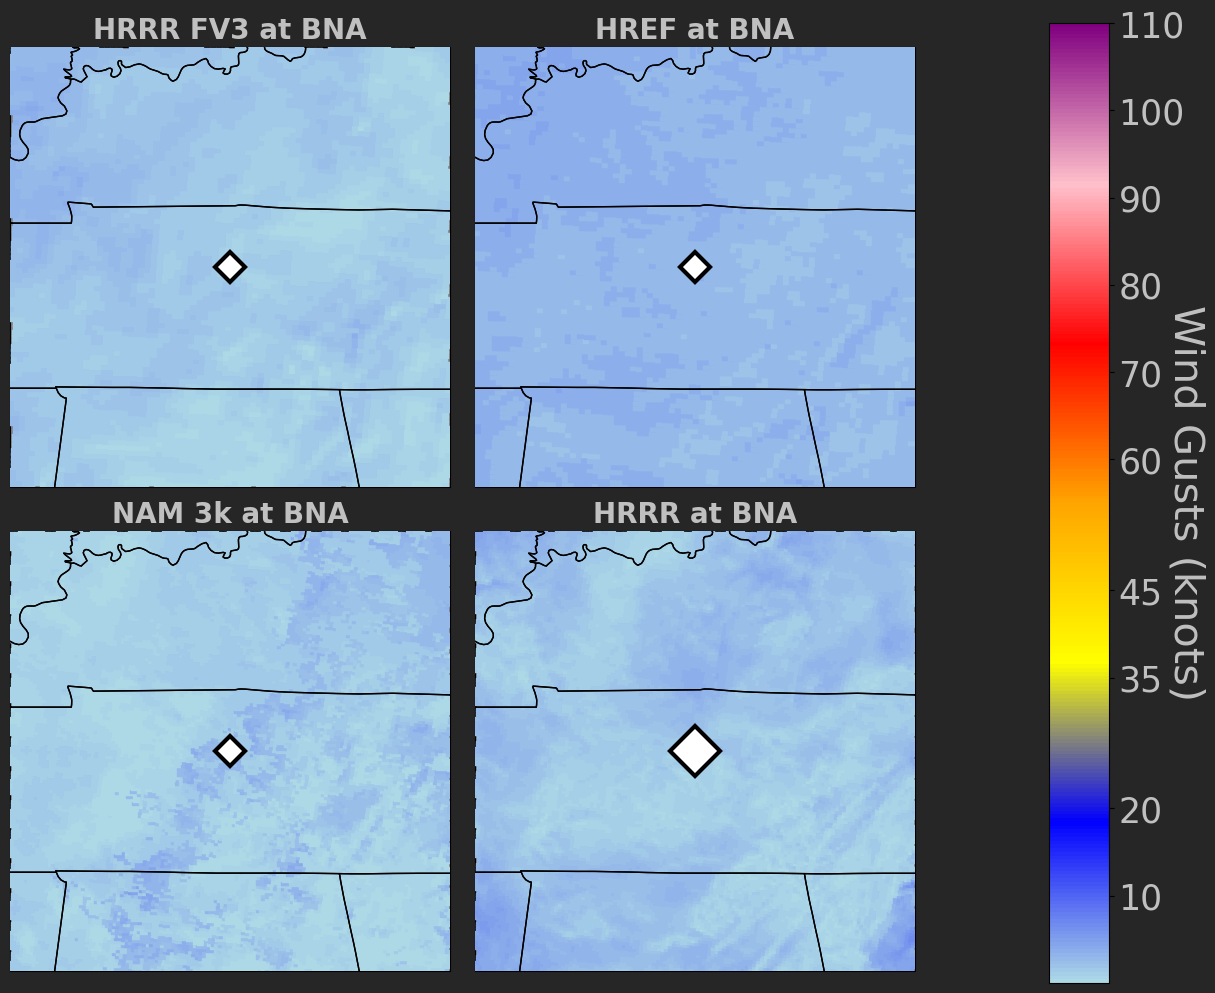 HRRR FV3 at BNA
HREF at BNA
NAM 3k at BNA
HRRR at BNA
110
100
90
80
70
60
45
35
20
10
Wind Gusts (knots)